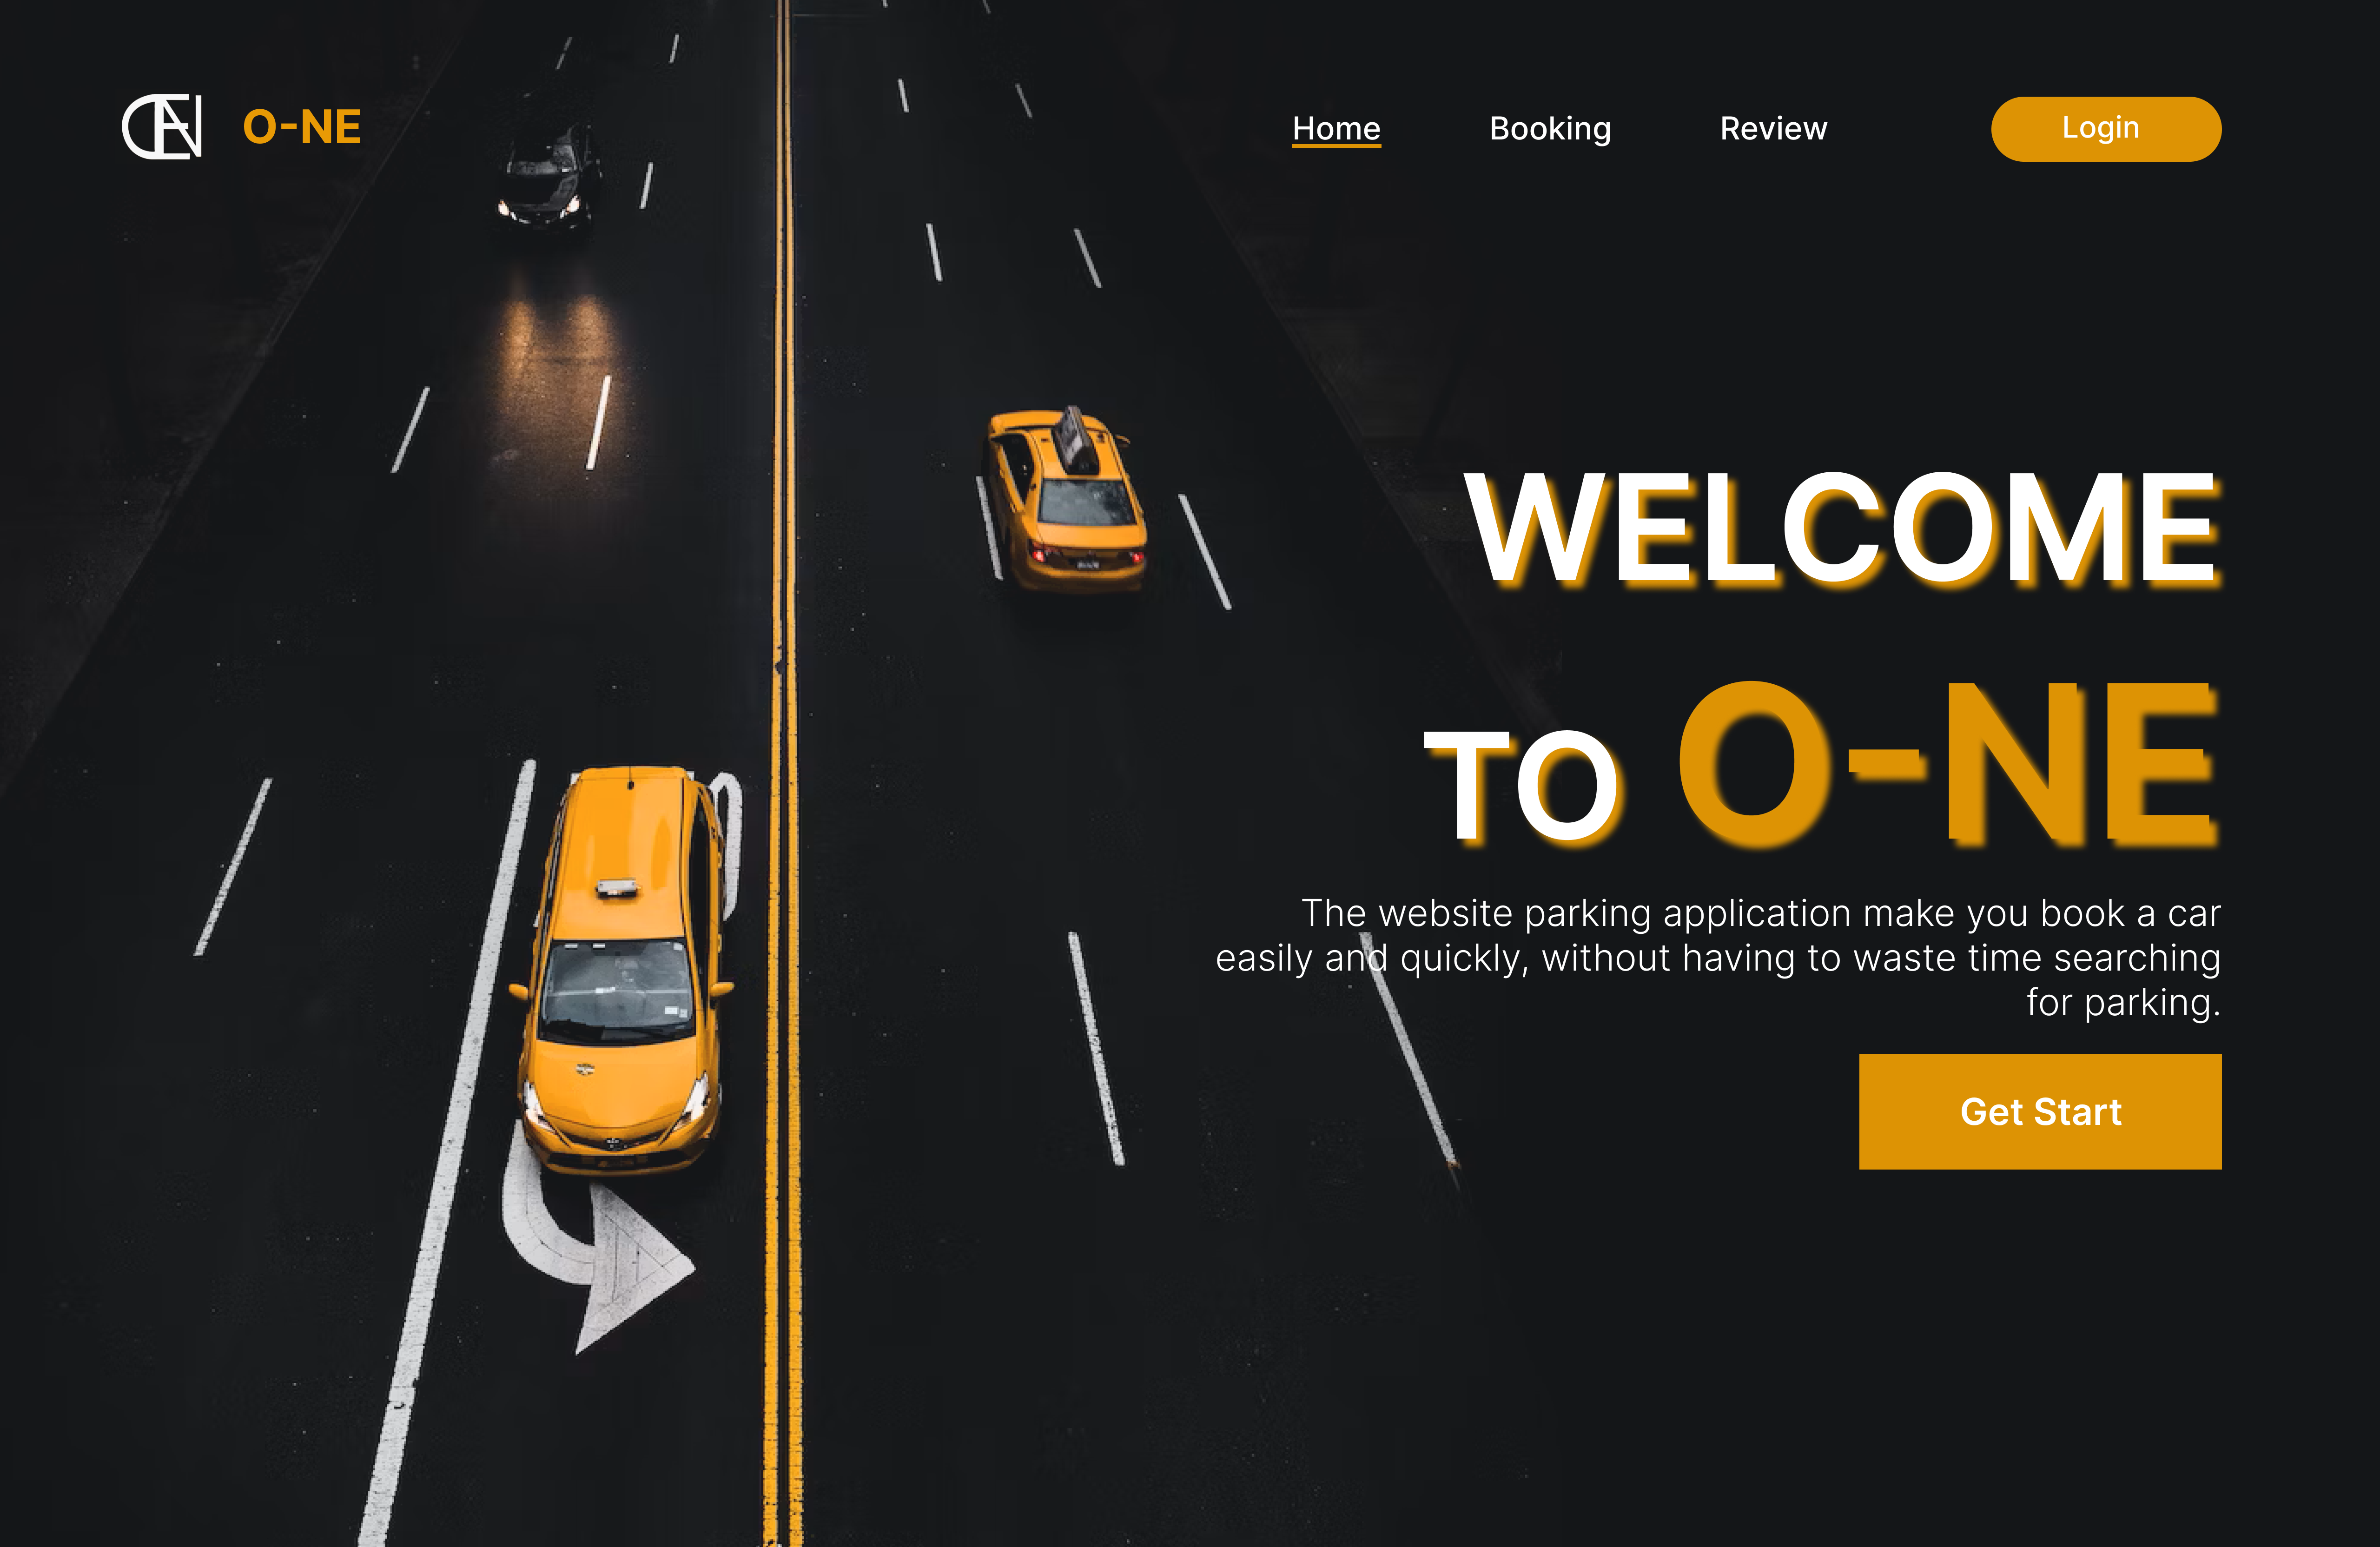 O-NE
Home Booking Review Login
WELCOME
TO O-NE
The website parking application make you book a car
easily and quickly, without having to waste time searching
for parking.
Get Start